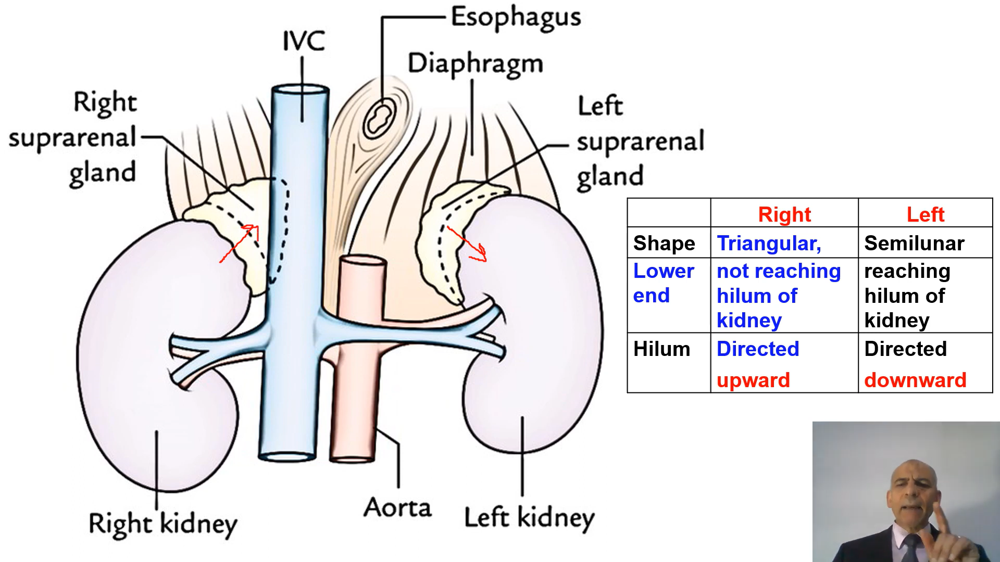 Esophagus
IVC
Diaphragm
Right
suprarenal
gland
Left
suprarenal
gland
Right Left
Shape Triangular, Semilunar
Lower not reaching reaching
end hilum of hilum of
kidney kidney
Hilum Directed Directed
upward downward
Aorta
Left kidney
Right kidney